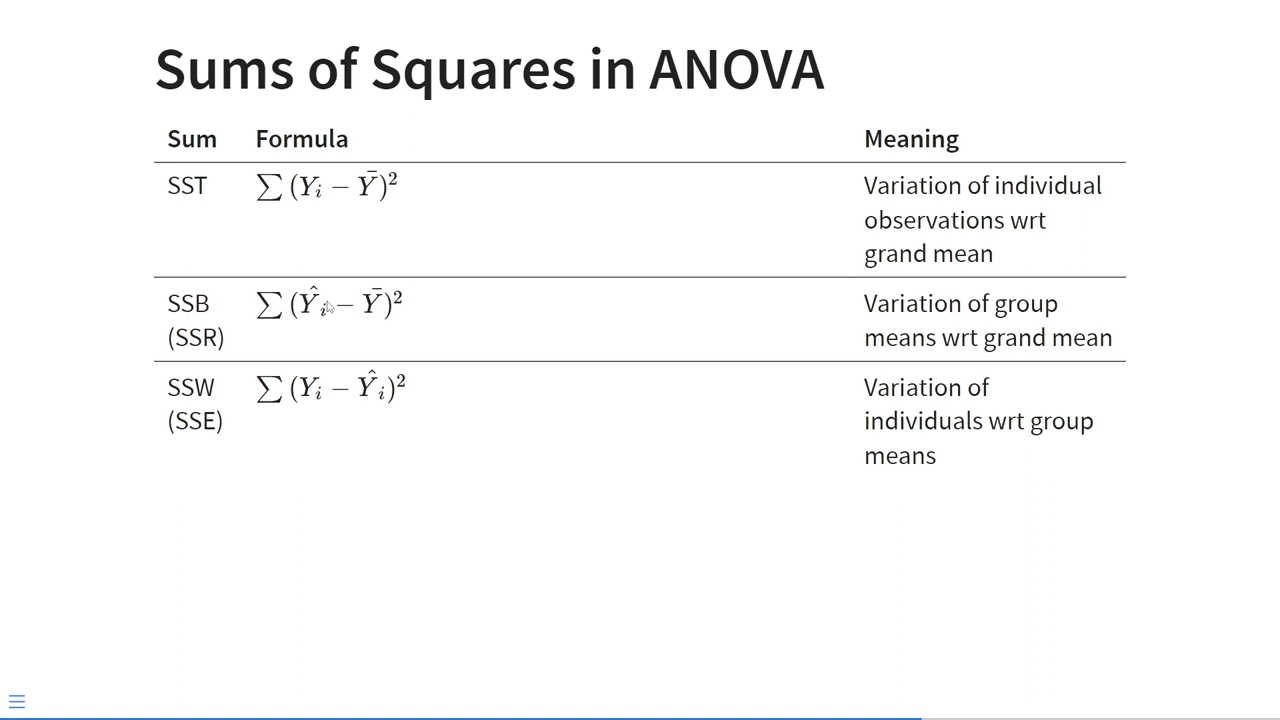 Sums of Squares in ANOVA
Sum Formula Meaning
SST ∑ (Yᵢ − Ȳ)² Variation of individual
observations wrt
grand mean
SSB ∑ (Ŷᵢ − Ȳ)² Variation of group
(SSR) means wrt grand mean
SSW ∑ (Yᵢ − Ŷᵢ)² Variation of
(SSE) individuals wrt group
means